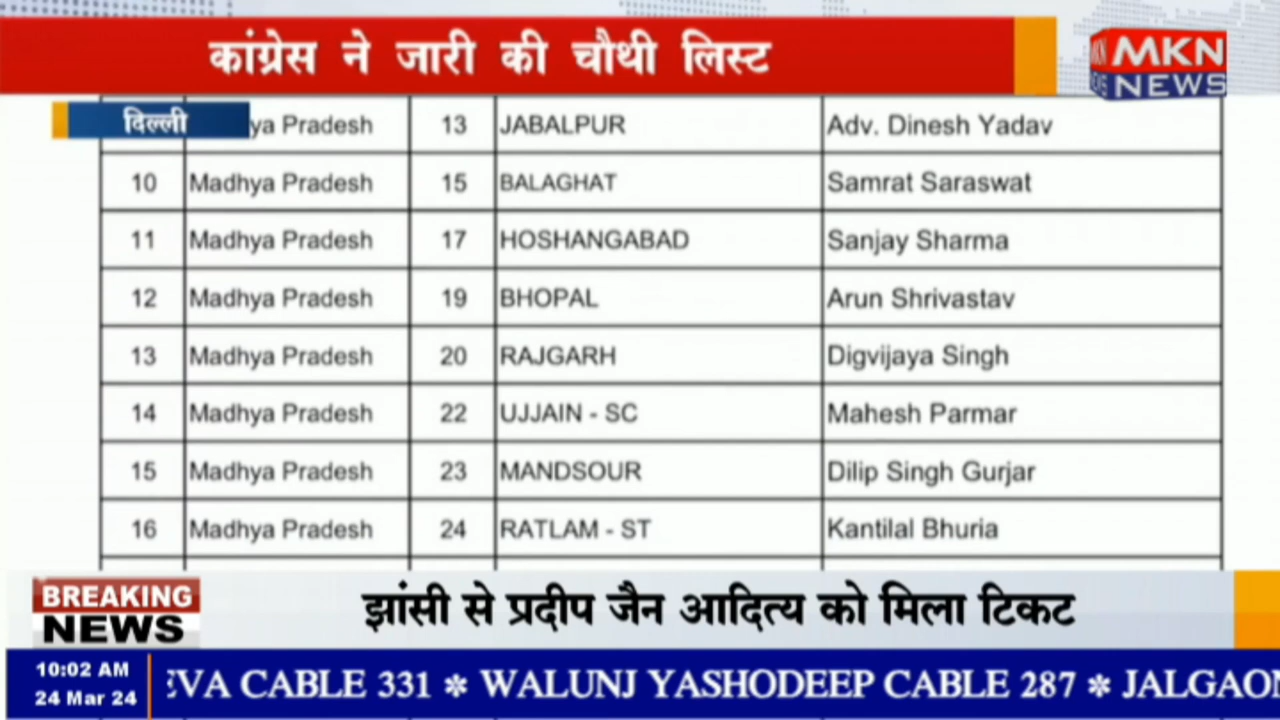 कांग्रेस ने जारी की चौथी लिस्ट
MKN
NEWS
दिल्ली
ya Pradesh 13 JABALPUR Adv. Dinesh Yadav
10 Madhya Pradesh 15 BALAGHAT Samrat Saraswat
11 Madhya Pradesh 17 HOSHANGABAD Sanjay Sharma
12 Madhya Pradesh 19 BHOPAL Arun Shrivastav
13 Madhya Pradesh 20 RAJGARH Digvijaya Singh
14 Madhya Pradesh 22 UJJAIN - SC Mahesh Parmar
15 Madhya Pradesh 23 MANDSOUR Dilip Singh Gurjar
16 Madhya Pradesh 24 RATLAM - ST Kantilal Bhuria
BREAKING
NEWS
झांसी से प्रदीप जैन आदित्य को मिला टिकट
10:02 AM
24 Mar 24
EVA CABLE 331 * WALUNJ YASHODEEP CABLE 287 * JALGAON